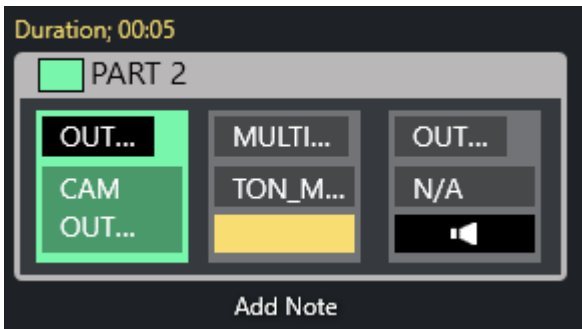 Duration; 00:05
PART 2
OUT...
MULTI...
OUT...
CAM
OUT...
TON_M...
N/A
Add Note